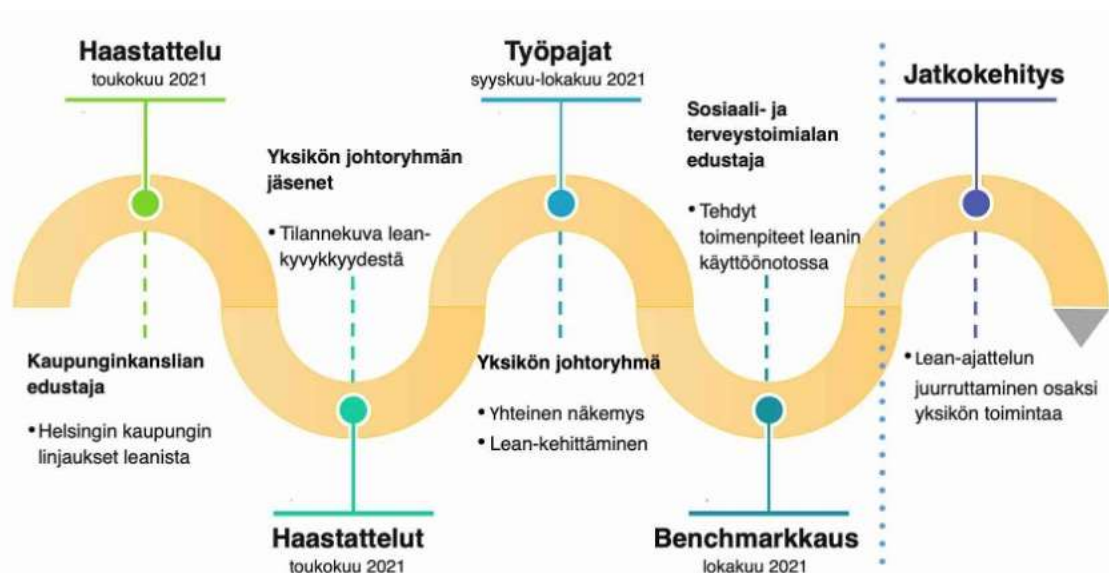 Haastattelu
toukokuu 2021
Kaupunginkanslian
edustaja
• Helsingin kaupungin
linjaukset leanista
Yksikön johtoryhmän
jäsenet
• Tilannekuva lean-
kyvykkyydestä
Haastattelut
toukokuu 2021
Työpajat
syyskuu-lokakuu 2021
Yksikön johtoryhmä
• Yhteinen näkemys
• Lean-kehittäminen
Sosiaali- ja
terveystoimialan
edustaja
• Tehdyt
toimenpiteet leanin
käyttöönotossa
Benchmarkkaus
lokakuu 2021
Jatkokehitys
• Lean-ajattelun
juurruttaminen osaksi
yksikön toimintaa